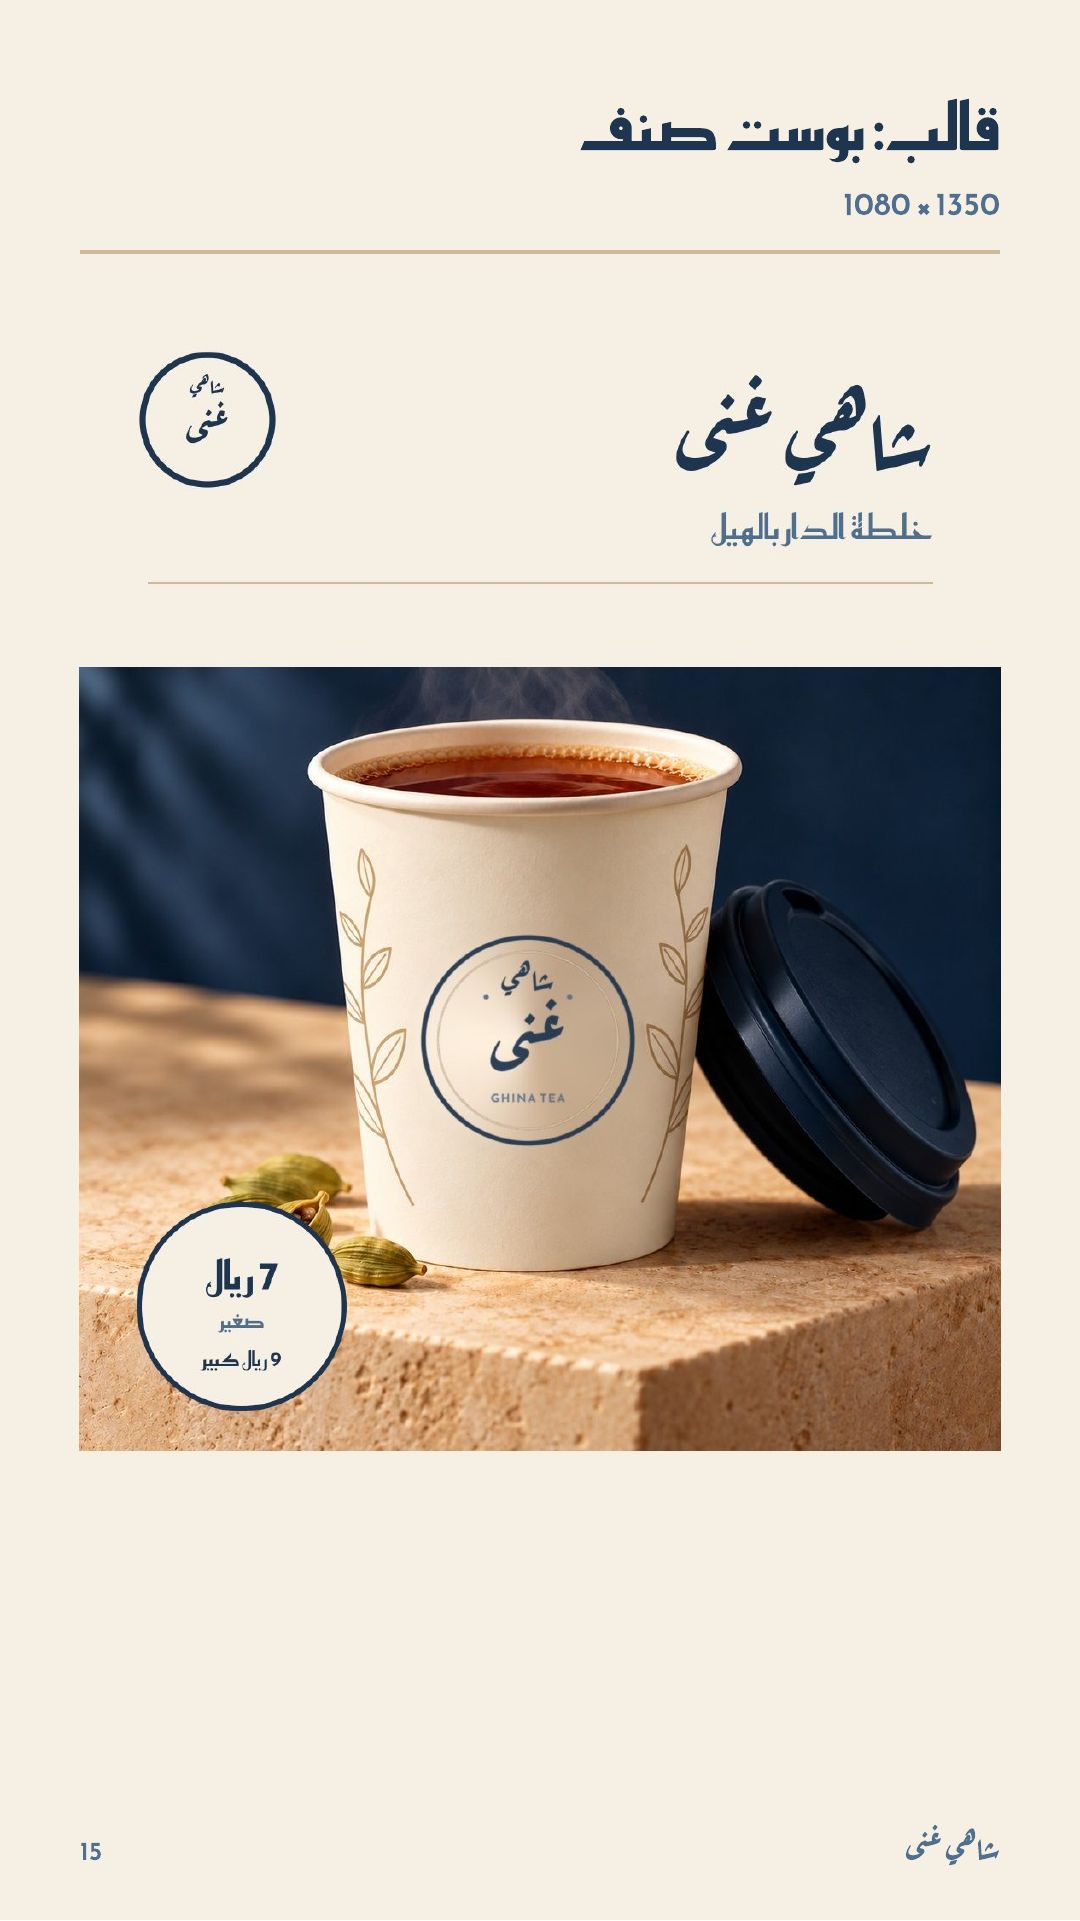 قالب: بوست صنف
1080 × 1350
شاهي غنى
شاهي
غنى
خلطة الدار بالهيل
شاهي
غنى
GHINA TEA
7 ريال
صغير
9 ريال كبير
شاهي غنى
15